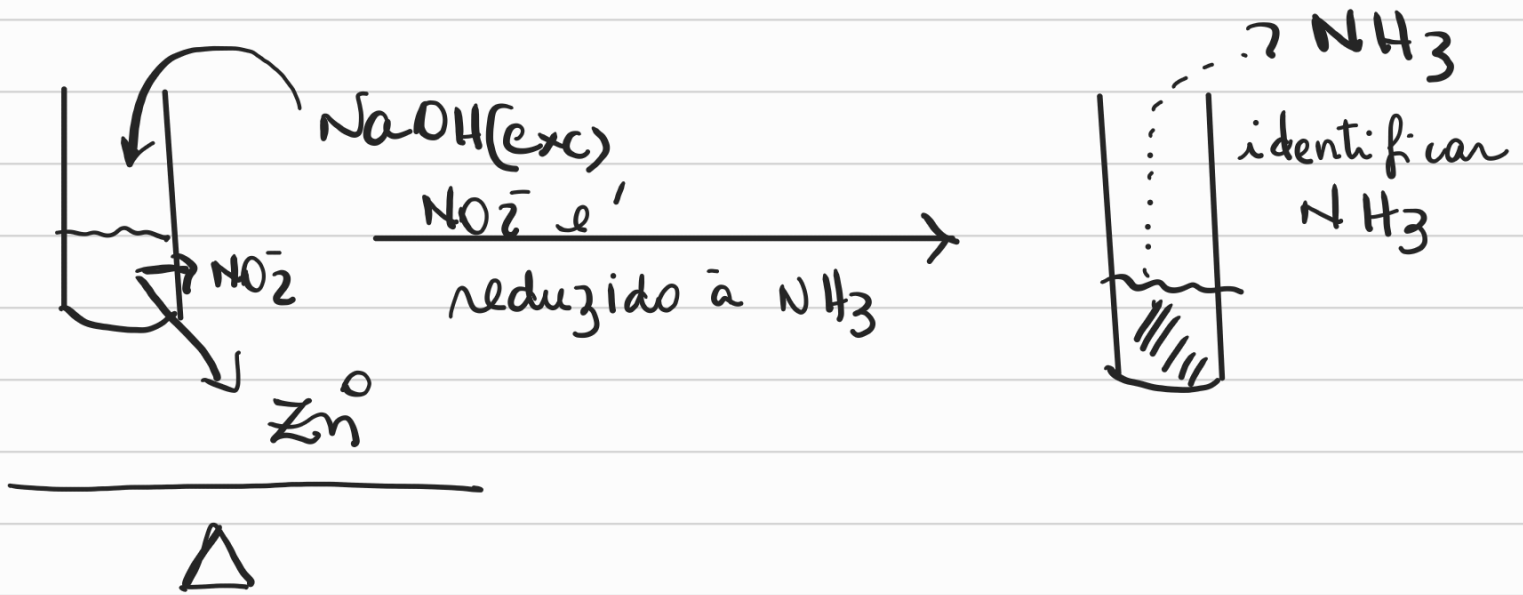 NaOH(exc)
NO₂⁻ é
reduzido à NH₃
NO₂⁻
Zn⁰
Δ
? NH₃
identificar
NH₃